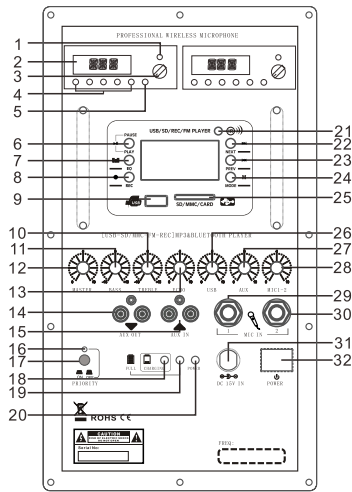 PROFESSIONAL WIRELESS MICROPHONE
1
2
3
4
5
PAUSE
PLAY
EQ
REC
USB/SD/REC/FM PLAYER
NEXT
PREV
MODE
SD/MMC/CARD
USB
6
7
8
9
21
22
23
24
25
10
11
12
13
14
15
26
27
28
29
30
[USB-SD/MMC/FM-REC]MP3&BLUETOOTH PLAYER
MASTER
BASS
TREBLE
ECHO
USB
AUX
MIC1-2
AUX OUT
AUX IN
1
MIC IN
2
16
17
18
19
20
31
32
ON
OFF
PRIORITY
FULL
CHARGING
POWER
DC 15V IN
POWER
ROHS CE
CAUTION
Serial No:
FREQ: